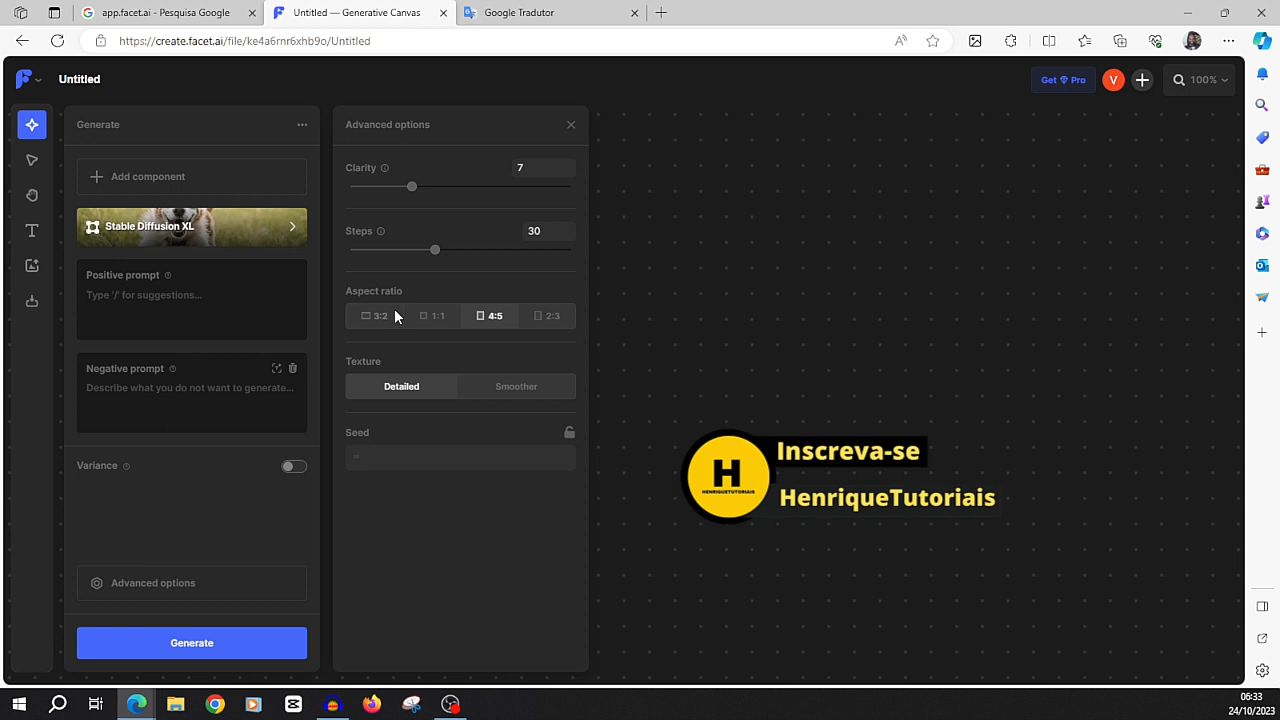 app.facet.ai - Pesquisa Google
Untitled — Generative Canvas
Google Tradutor
https://create.facet.ai/file/ke4a6rnr6xhb9o/Untitled
Untitled
Get Pro
V
100%
Generate
Add component
Stable Diffusion XL
Positive prompt
Type '/' for suggestions...
Negative prompt
Describe what you do not want to generate...
Variance
Advanced options
Generate
Advanced options
Clarity
7
Steps
30
Aspect ratio
3:2
1:1
4:5
2:3
Texture
Detailed
Smoother
Seed
∞
H
HENRIQUETUTORIAIS
Inscreva-se
HenriqueTutoriais
06:33
24/10/2023